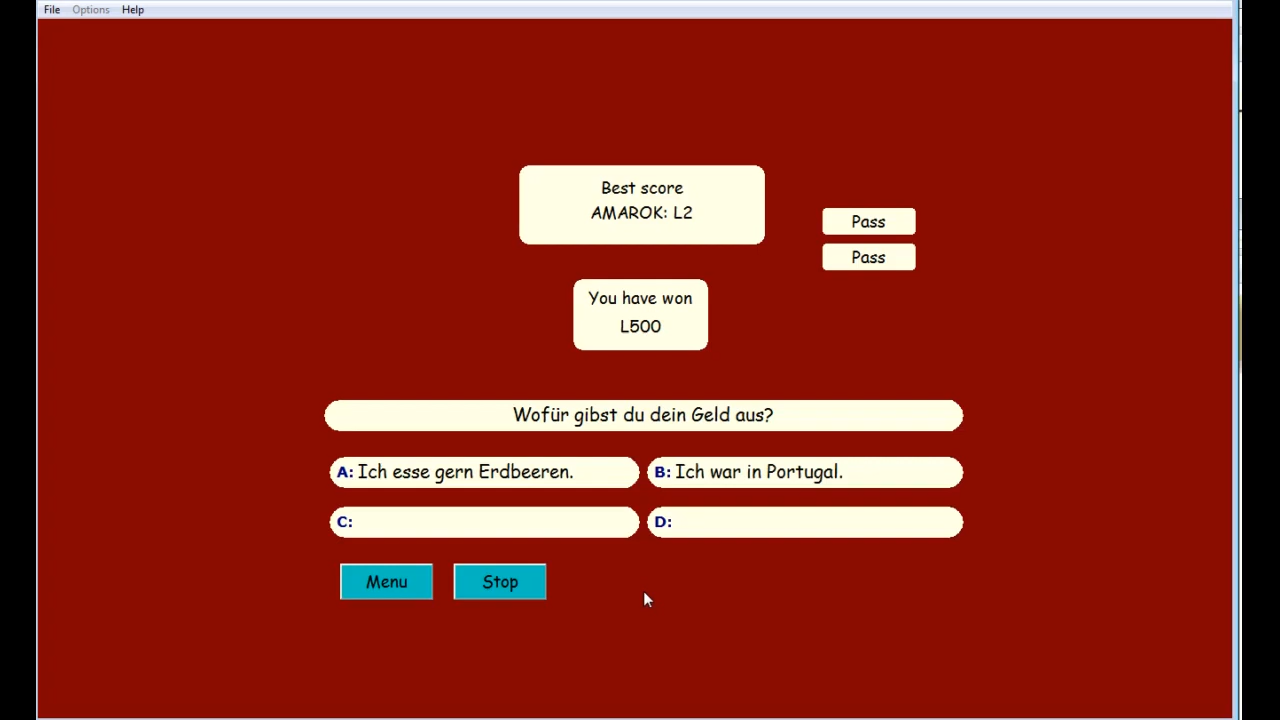 File Options Help
Best score
AMAROK: L2
Pass
Pass
You have won
L500
Wofür gibst du dein Geld aus?
A: Ich esse gern Erdbeeren.
B: Ich war in Portugal.
C:
D:
Menu
Stop